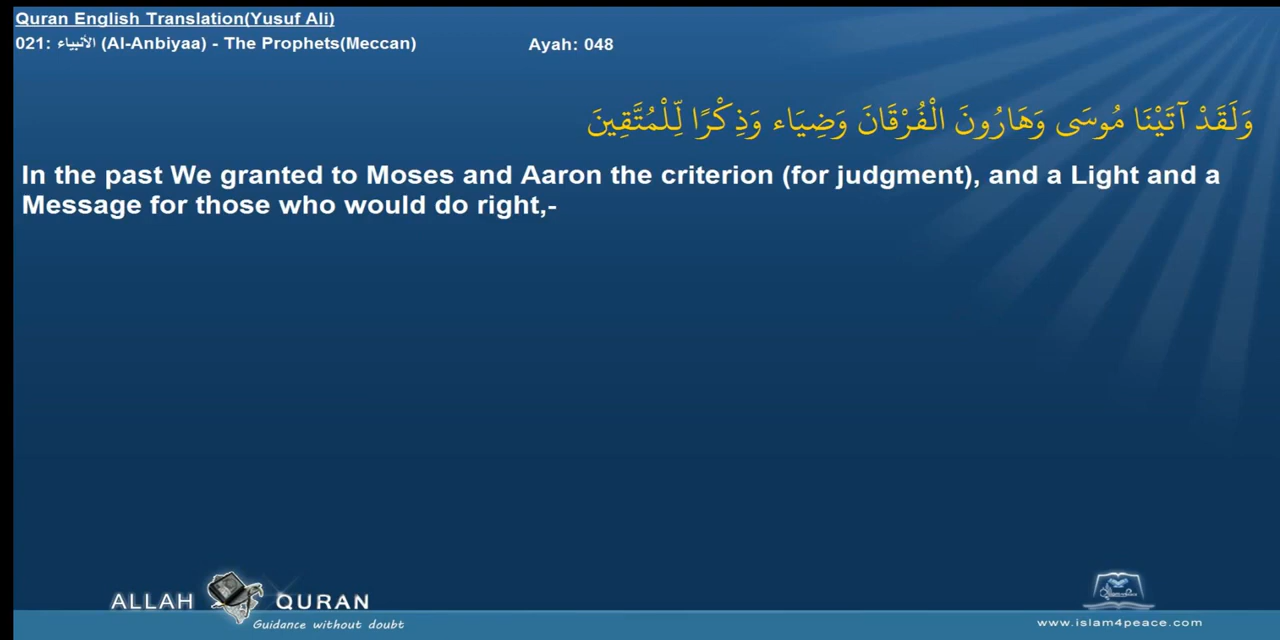 Quran English Translation(Yusuf Ali)
021: الأنبياء (Al-Anbiyaa) - The Prophets(Meccan) Ayah: 048
وَلَقَدْ آتَيْنَا مُوسَى وَهَارُونَ الْفُرْقَانَ وَضِيَاء وَذِكْرًا لِّلْمُتَّقِينَ
In the past We granted to Moses and Aaron the criterion (for judgment), and a Light and a
Message for those who would do right,-
ALLAH QURAN
Guidance without doubt
www.islam4peace.com